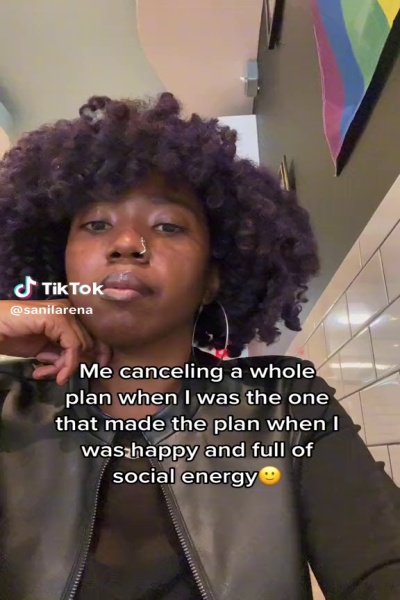 TikTok
@sanilarena
Me canceling a whole
plan when I was the one
that made the plan when I
was happy and full of
social energy🙂